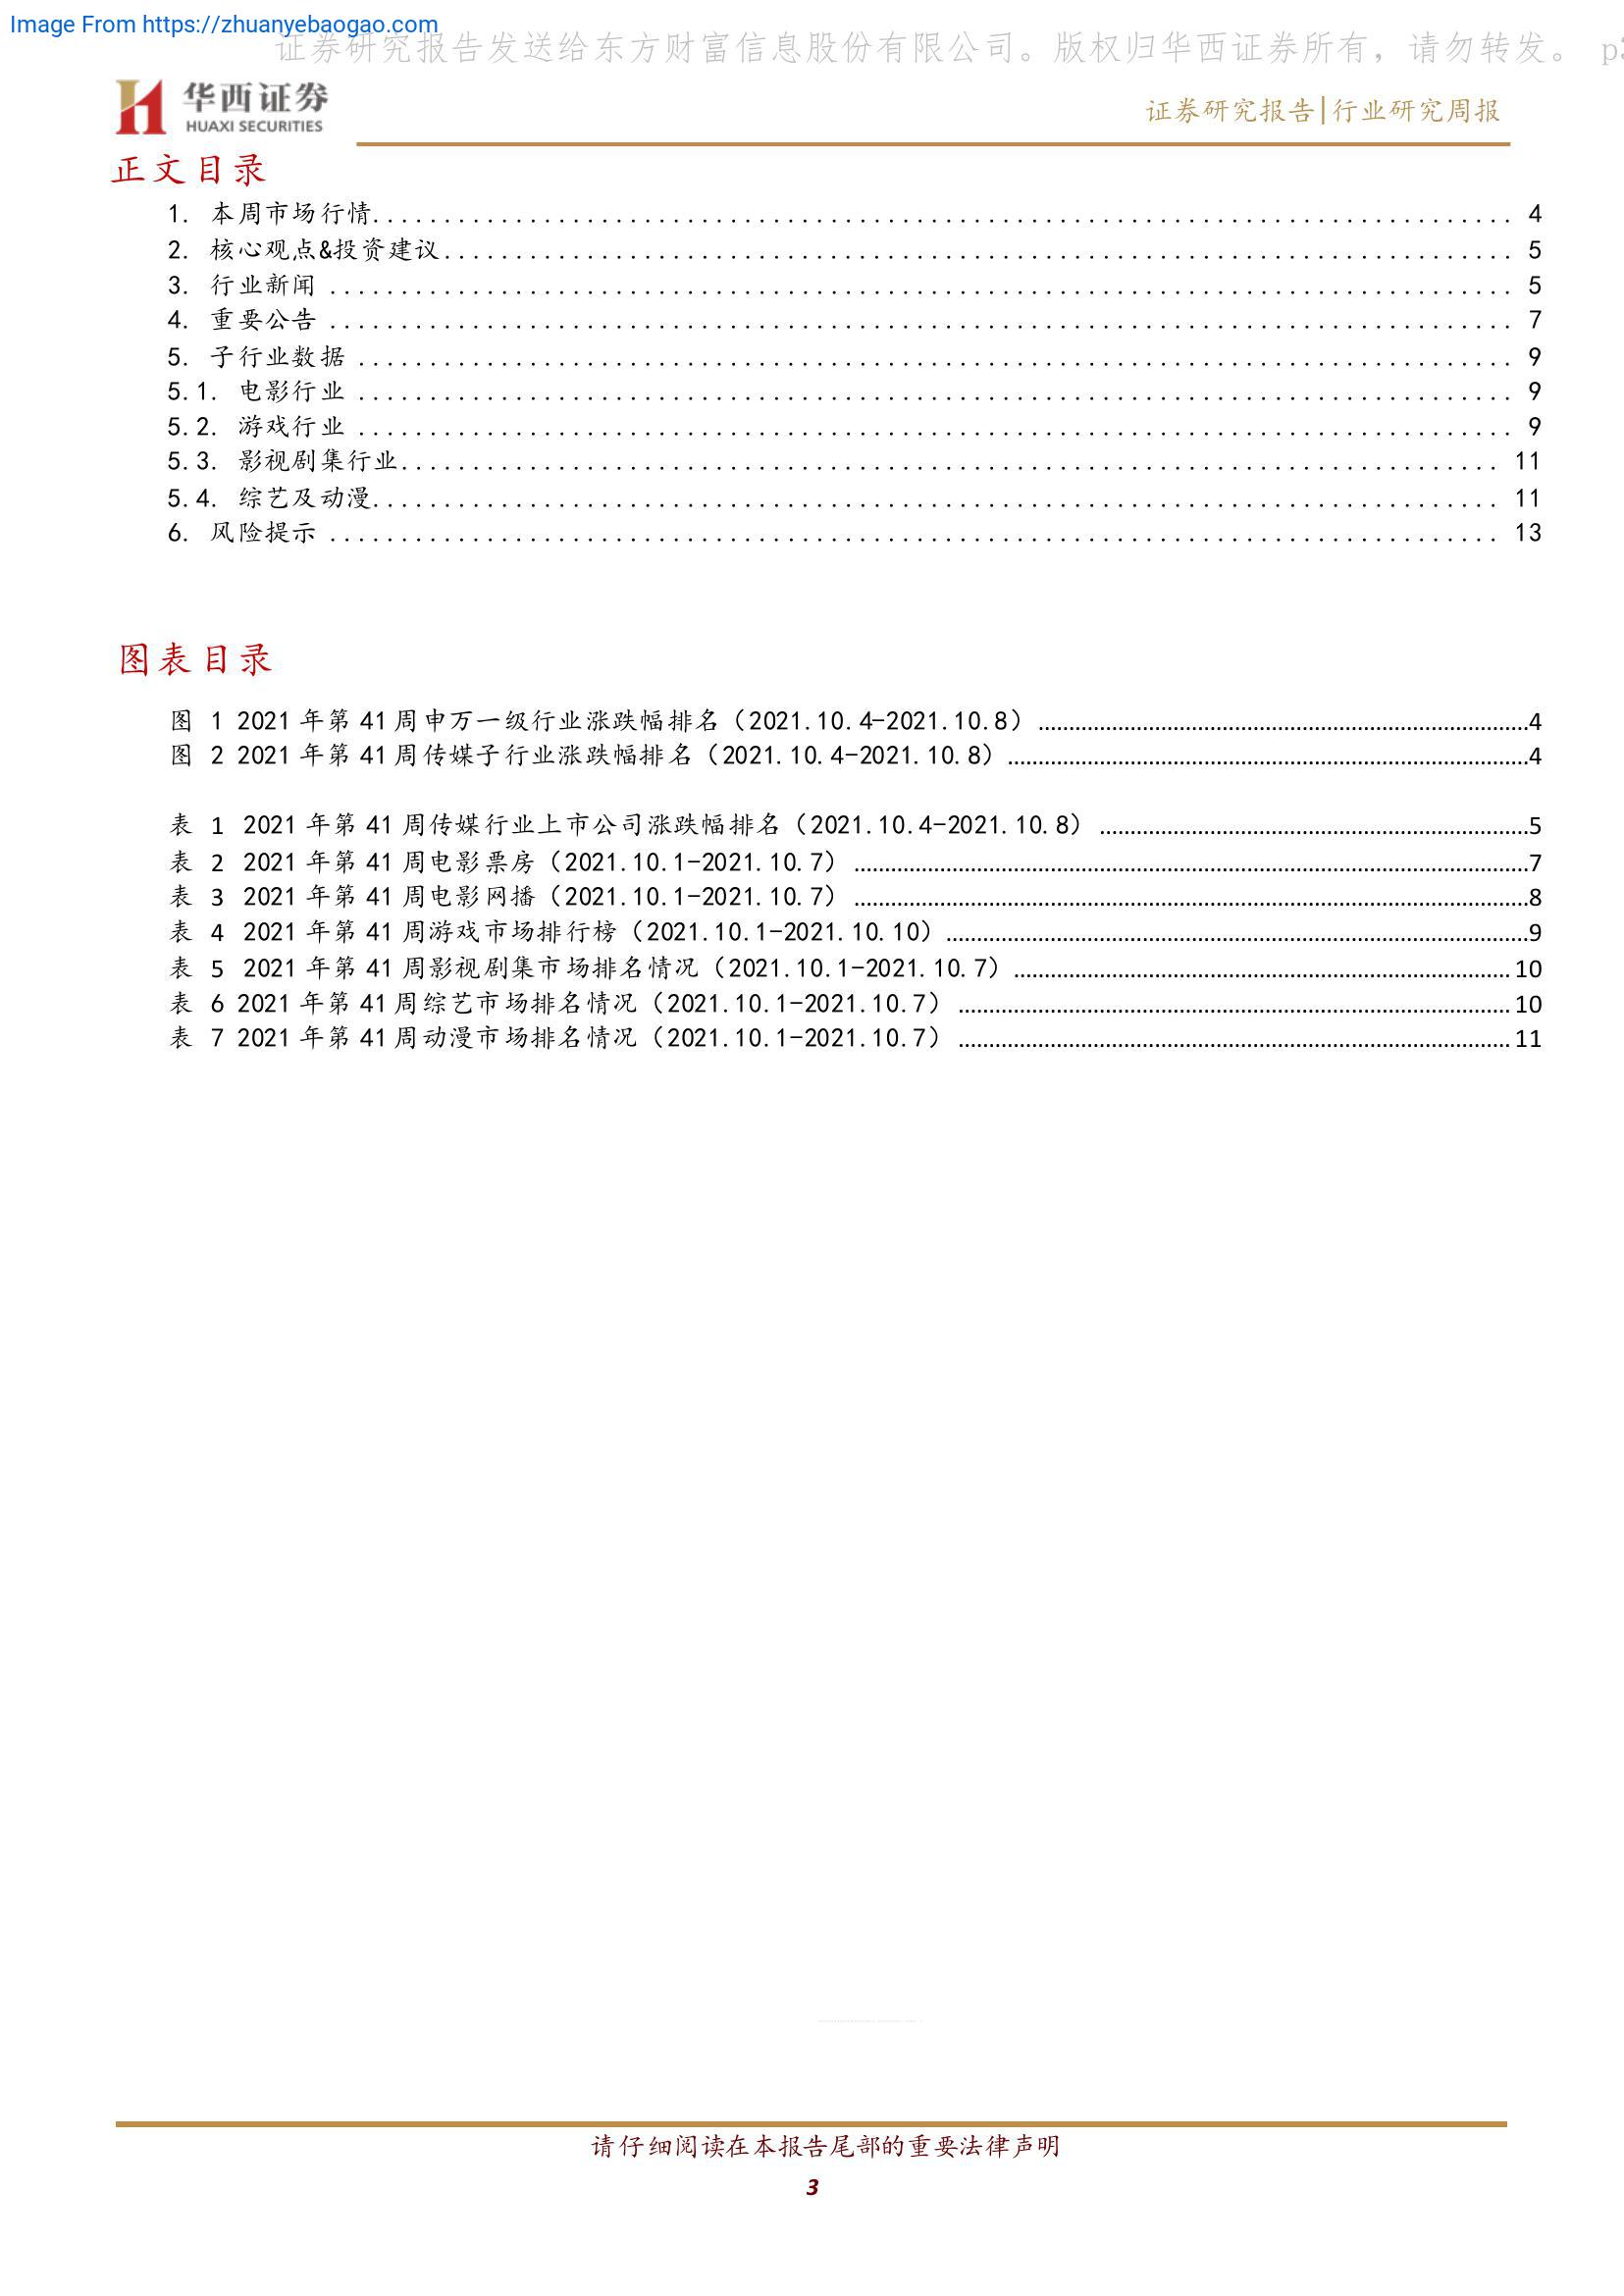 Image From https://zhuanyebaogao.com
证券研究报告发送给东方财富信息股份有限公司。版权归华西证券所有，请勿转发。 p3
华西证券
HUAXI SECURITIES
证券研究报告|行业研究周报
正文目录
1. 本周市场行情................................................................................ 4
2. 核心观点&投资建议........................................................................... 5
3. 行业新闻 ................................................................................... 5
4. 重要公告 ................................................................................... 7
5. 子行业数据 ................................................................................. 9
5.1. 电影行业 ................................................................................. 9
5.2. 游戏行业 ................................................................................. 9
5.3. 影视剧集行业............................................................................. 11
5.4. 综艺及动漫............................................................................... 11
6. 风险提示 .................................................................................. 13
图表目录
图 1 2021 年第 41 周申万一级行业涨跌幅排名（2021.10.4-2021.10.8）................................4
图 2 2021 年第 41 周传媒子行业涨跌幅排名（2021.10.4-2021.10.8）..................................4
表 1 2021 年第 41 周传媒行业上市公司涨跌幅排名（2021.10.4-2021.10.8）............................5
表 2 2021 年第 41 周电影票房（2021.10.1-2021.10.7）............................................7
表 3 2021 年第 41 周电影网播（2021.10.1-2021.10.7）............................................8
表 4 2021 年第 41 周游戏市场排行榜（2021.10.1-2021.10.10）......................................9
表 5 2021 年第 41 周影视剧集市场排名情况（2021.10.1-2021.10.7）.................................10
表 6 2021 年第 41 周综艺市场排名情况（2021.10.1-2021.10.7）.....................................10
表 7 2021 年第 41 周动漫市场排名情况（2021.10.1-2021.10.7）.....................................11
请仔细阅读在本报告尾部的重要法律声明
3